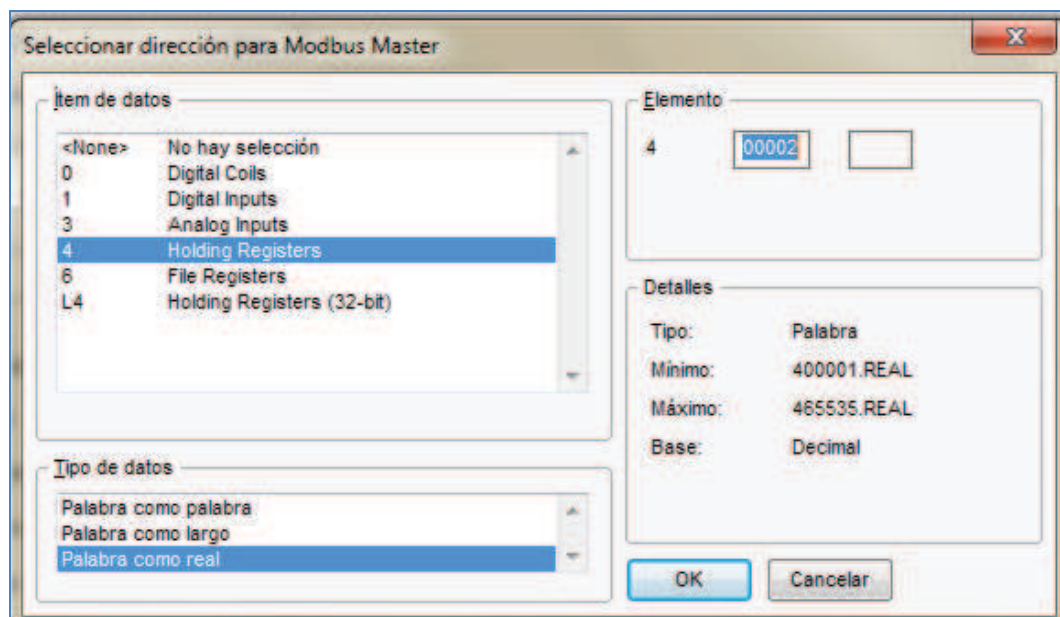 Seleccionar dirección para Modbus Master
Ítem de datos
<None> No hay selección
0 Digital Coils
1 Digital Inputs
3 Analog Inputs
4 Holding Registers
6 File Registers
L4 Holding Registers (32-bit)
Tipo de datos
Palabra como palabra
Palabra como largo
Palabra como real
Elemento
4 00002
Detalles
Tipo: Palabra
Mínimo: 400001.REAL
Máximo: 465535.REAL
Base: Decimal
OK Cancelar